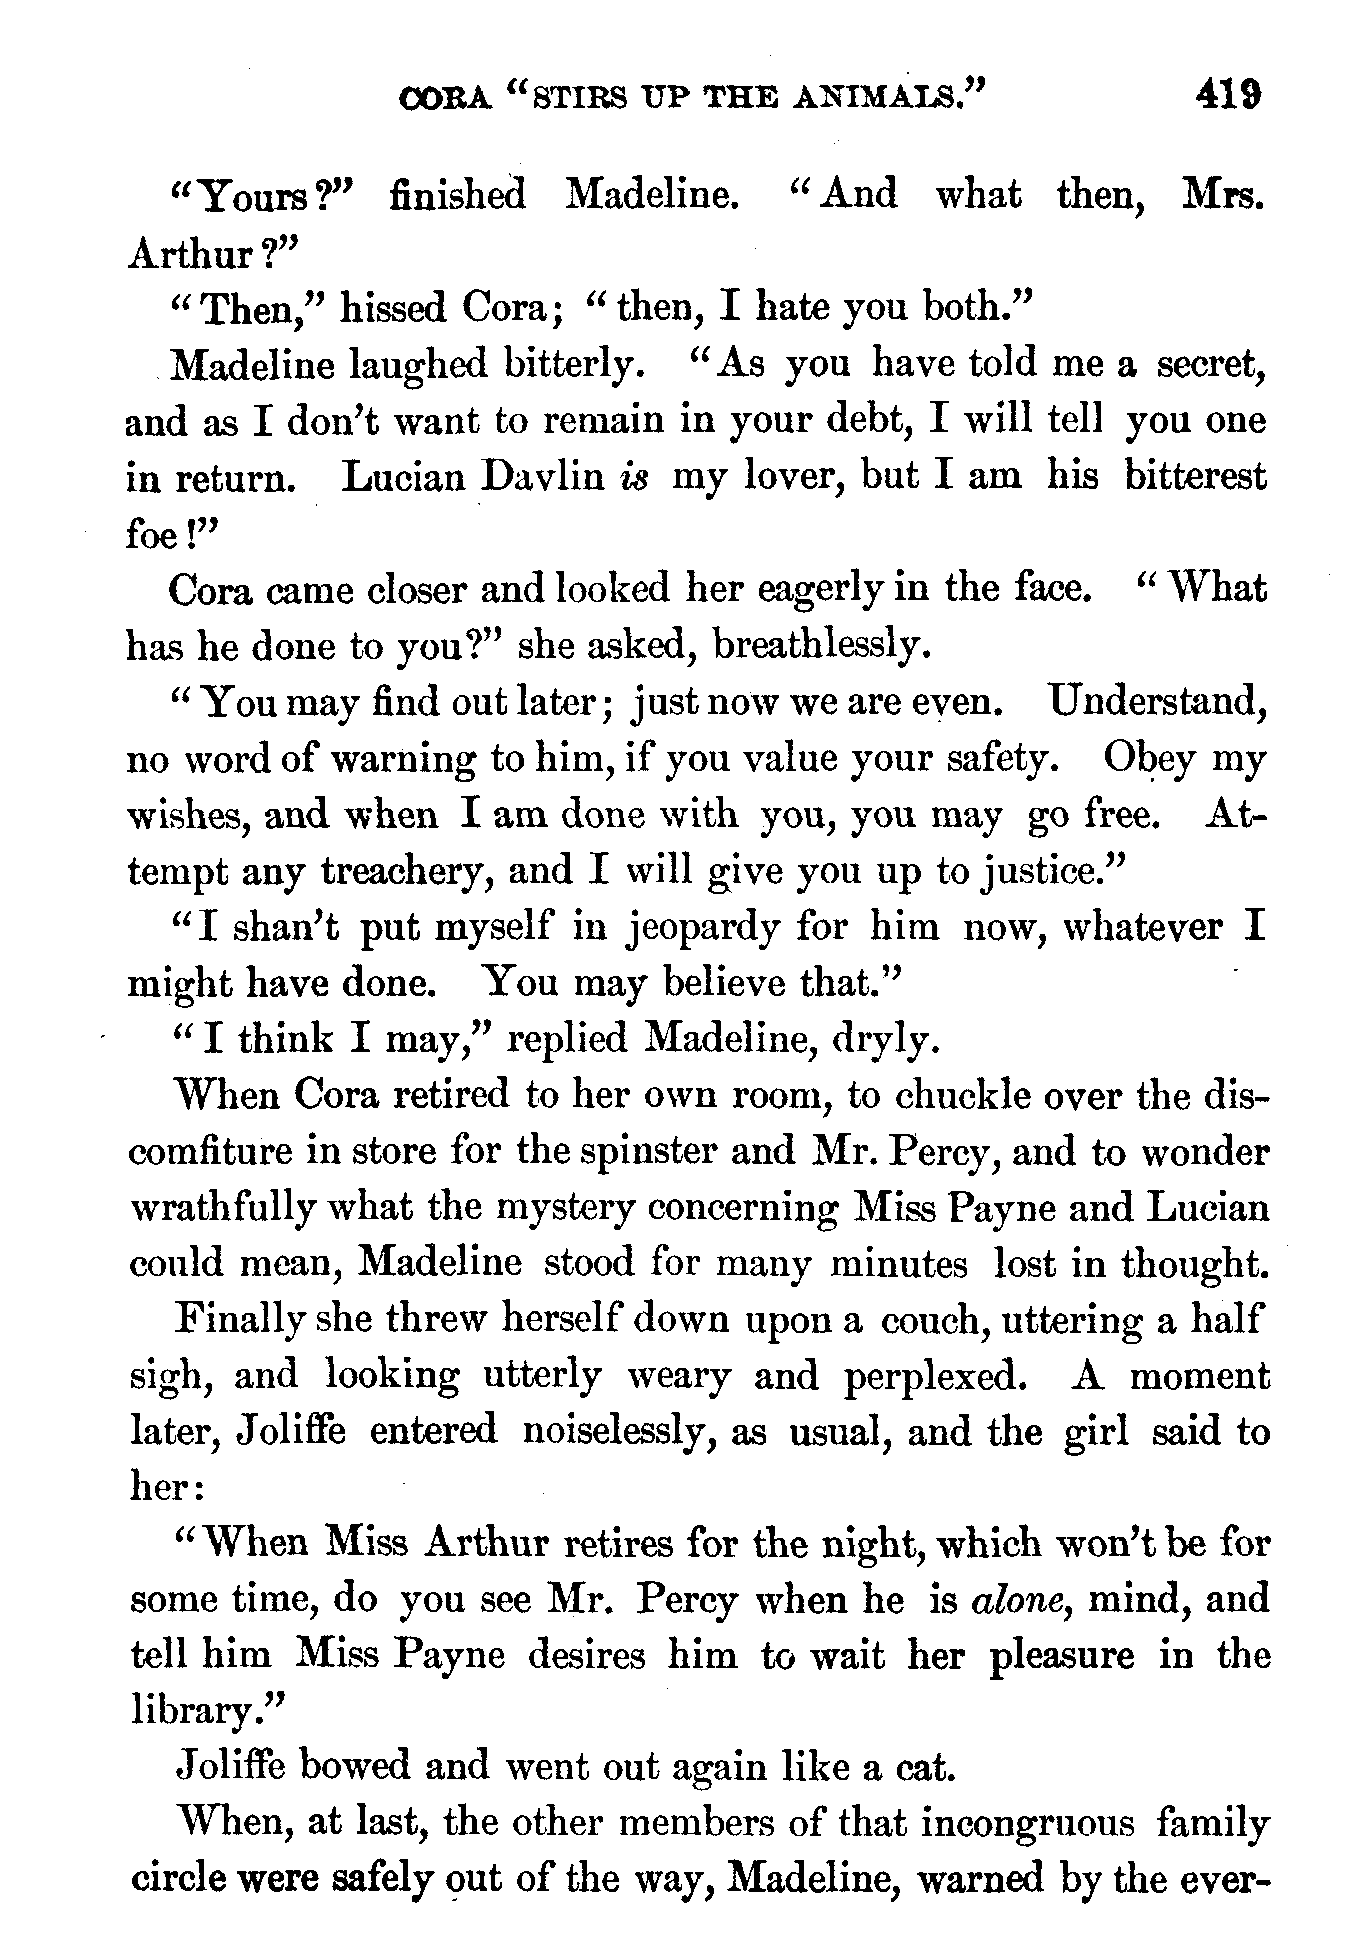 CORA "STIRS UP THE ANIMALS." 419
"Yours?" finished Madeline. "And what then, Mrs.
Arthur?"
"Then," hissed Cora; "then, I hate you both."
Madeline laughed bitterly. "As you have told me a secret,
and as I don't want to remain in your debt, I will tell you one
in return. Lucian Davlin is my lover, but I am his bitterest
foe!"
Cora came closer and looked her eagerly in the face. "What
has he done to you?" she asked, breathlessly.
"You may find out later; just now we are even. Understand,
no word of warning to him, if you value your safety. Obey my
wishes, and when I am done with you, you may go free. At-
tempt any treachery, and I will give you up to justice."
"I shan't put myself in jeopardy for him now, whatever I
might have done. You may believe that."
"I think I may," replied Madeline, dryly.
When Cora retired to her own room, to chuckle over the dis-
comfiture in store for the spinster and Mr. Percy, and to wonder
wrathfully what the mystery concerning Miss Payne and Lucian
could mean, Madeline stood for many minutes lost in thought.
Finally she threw herself down upon a couch, uttering a half
sigh, and looking utterly weary and perplexed. A moment
later, Joliffe entered noiselessly, as usual, and the girl said to
her:
"When Miss Arthur retires for the night, which won't be for
some time, do you see Mr. Percy when he is alone, mind, and
tell him Miss Payne desires him to wait her pleasure in the
library."
Joliffe bowed and went out again like a cat.
When, at last, the other members of that incongruous family
circle were safely out of the way, Madeline, warned by the ever-